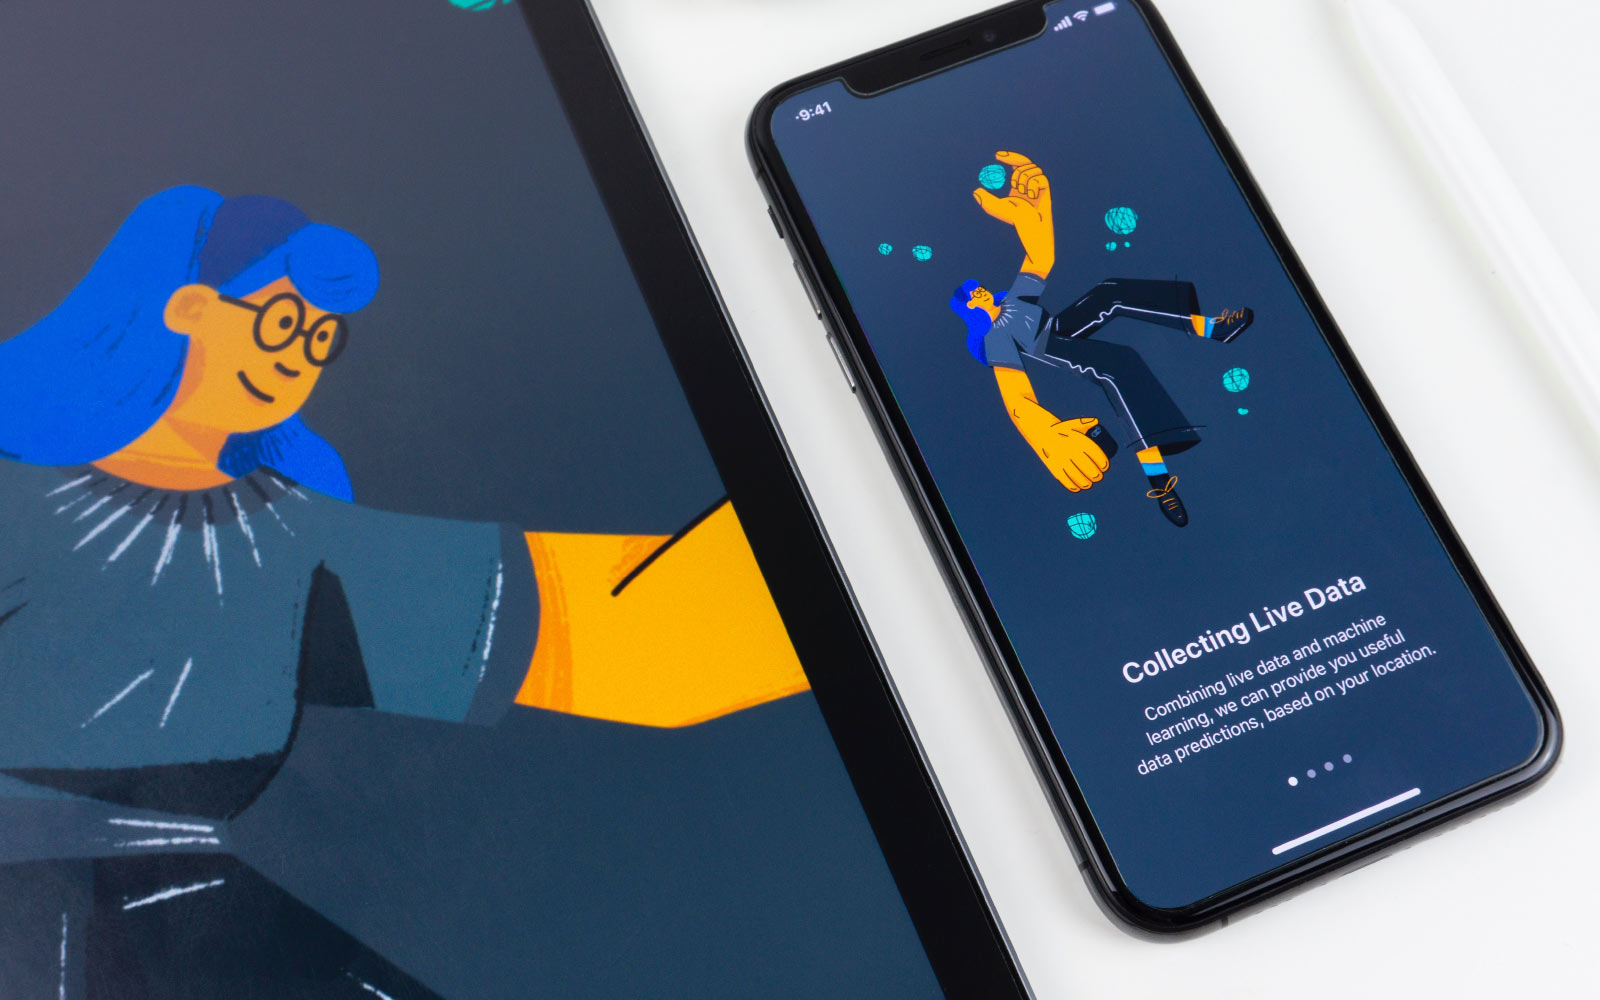 9:41
Collecting Live Data
Combining live data and machine
learning, we can provide you useful
data predictions, based on your location.